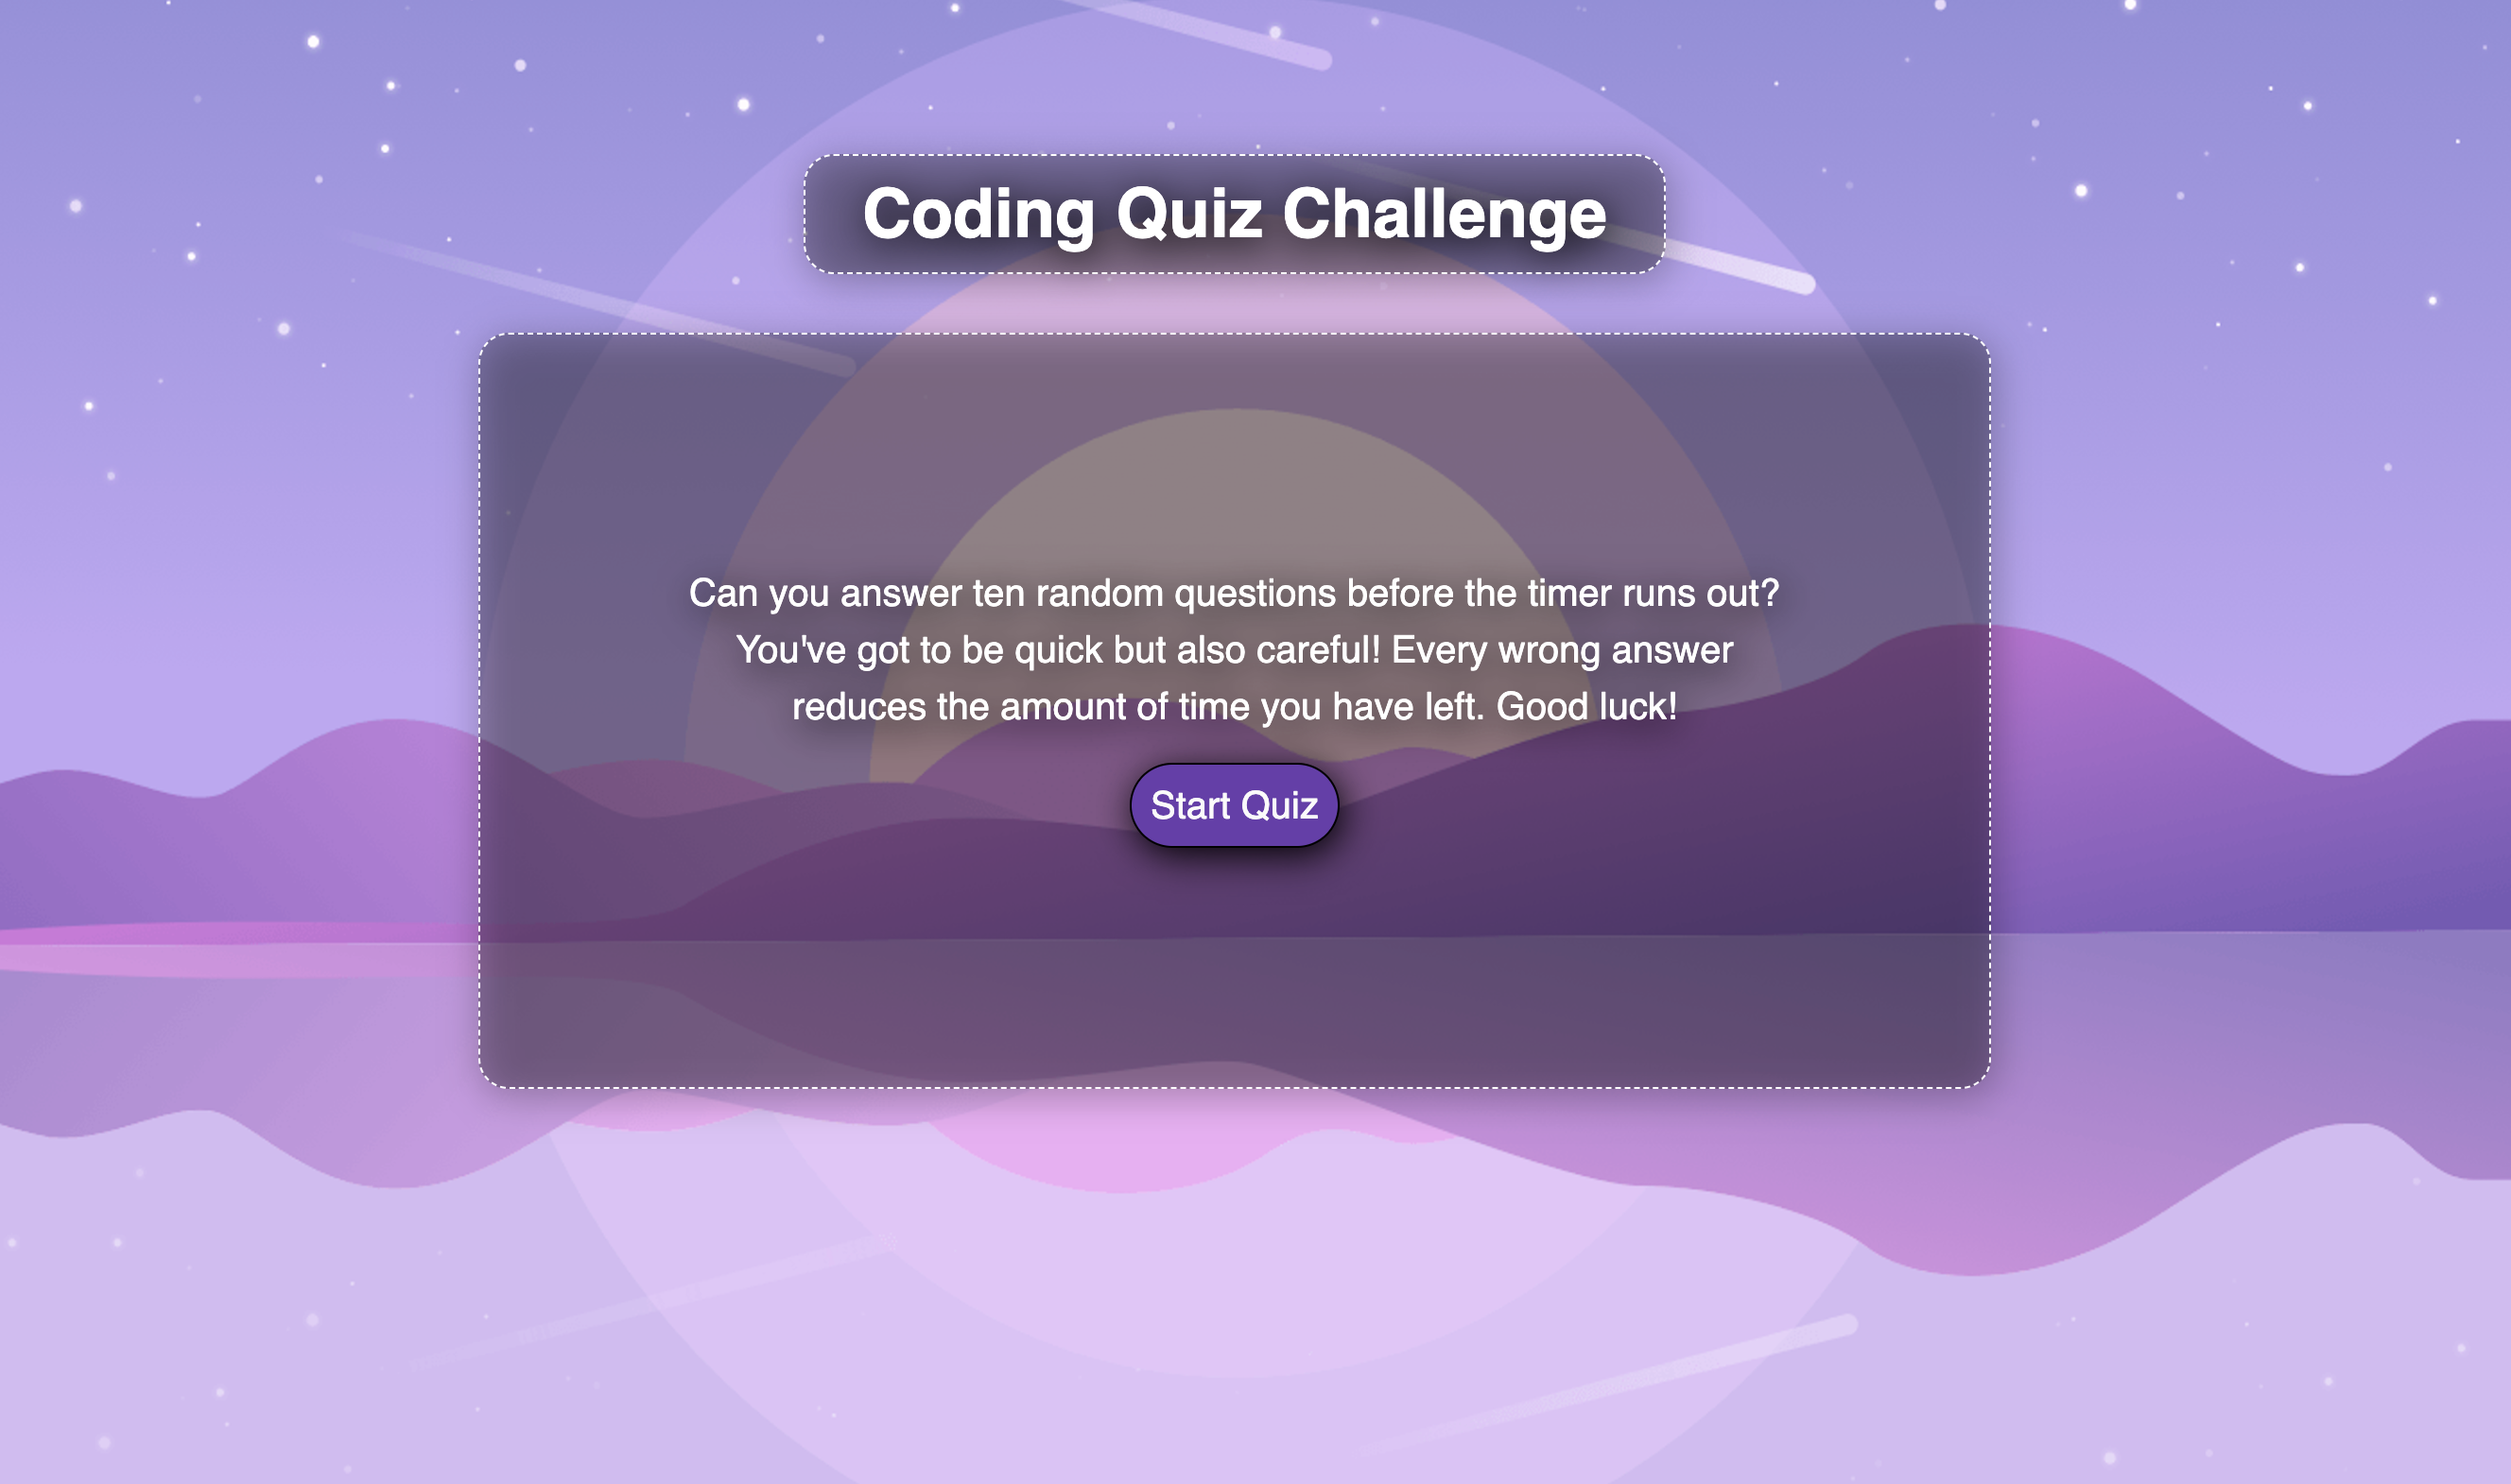 Coding Quiz Challenge
Can you answer ten random questions before the timer runs out?
You've got to be quick but also careful! Every wrong answer
reduces the amount of time you have left. Good luck!
Start Quiz